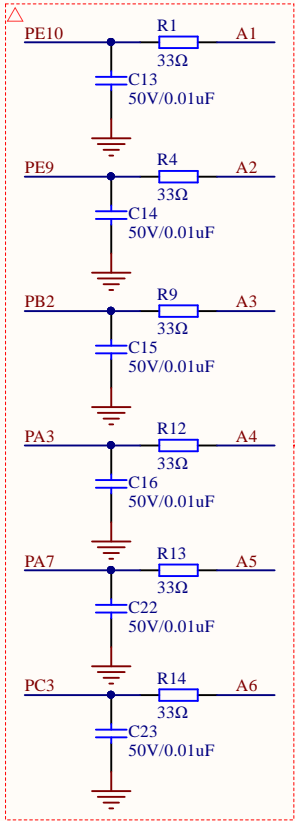 PE10 R1 A1
33Ω
C13
50V/0.01uF
PE9 R4 A2
33Ω
C14
50V/0.01uF
PB2 R9 A3
33Ω
C15
50V/0.01uF
PA3 R12 A4
33Ω
C16
50V/0.01uF
PA7 R13 A5
33Ω
C22
50V/0.01uF
PC3 R14 A6
33Ω
C23
50V/0.01uF